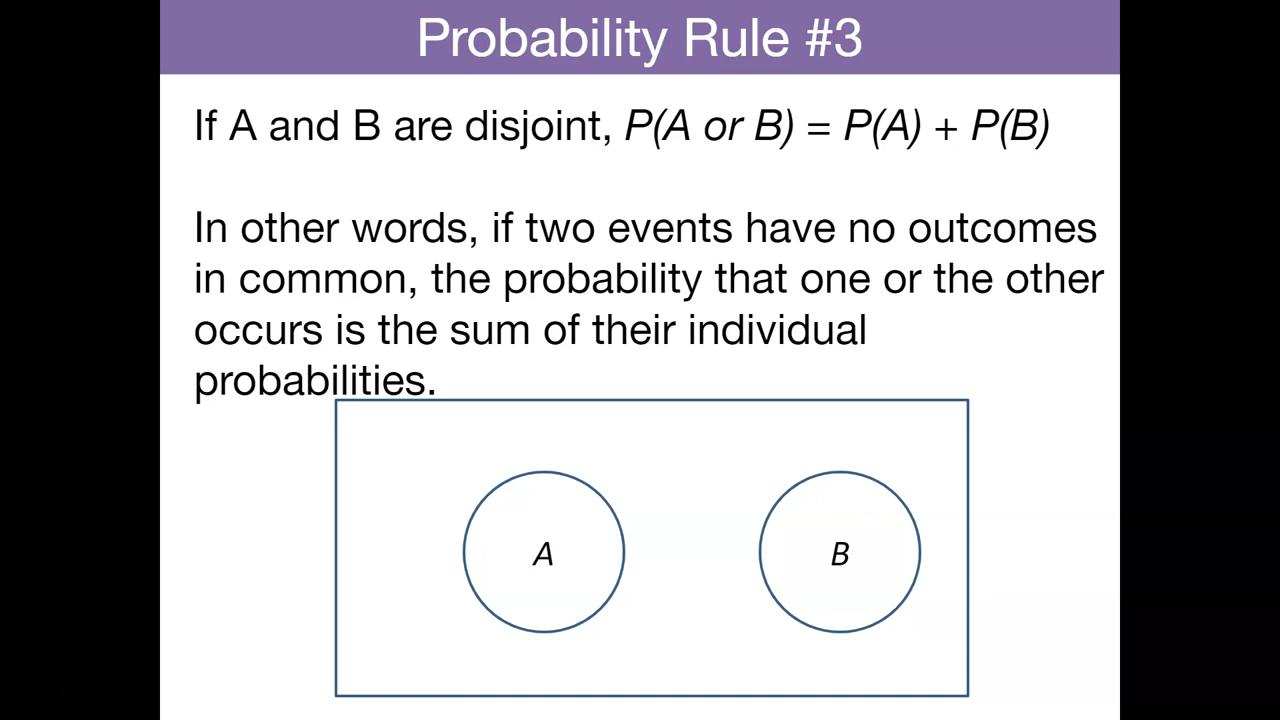 Probability Rule #3
If A and B are disjoint, P(A or B) = P(A) + P(B)
In other words, if two events have no outcomes
in common, the probability that one or the other
occurs is the sum of their individual
probabilities.
A
B